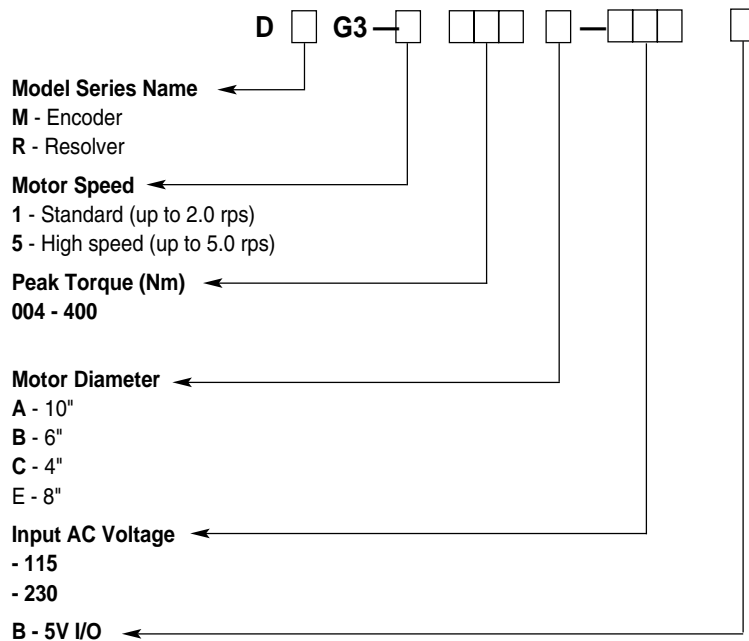 D G3 —  —
Model Series Name
M - Encoder
R - Resolver
Motor Speed
1 - Standard (up to 2.0 rps)
5 - High speed (up to 5.0 rps)
Peak Torque (Nm)
004 - 400
Motor Diameter
A - 10"
B - 6"
C - 4"
E - 8"
Input AC Voltage
- 115
- 230
B - 5V I/O